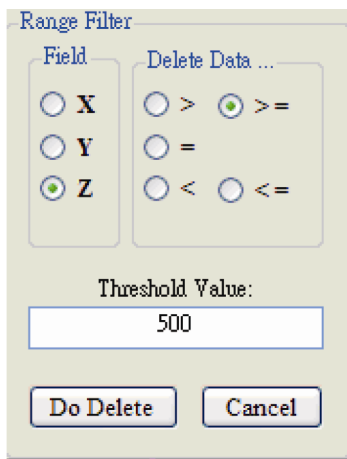 Range Filter
Field
X
Y
Z
Delete Data ...
> >=
=
< <=
Threshold Value:
500
Do Delete Cancel